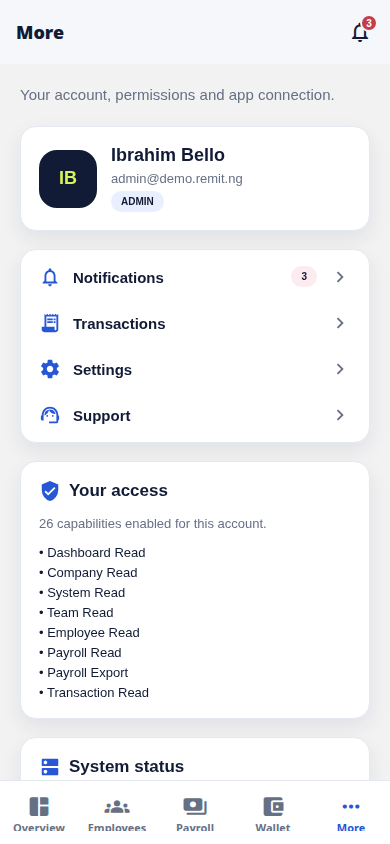 More
3
Your account, permissions and app connection.
IB
Ibrahim Bello
admin@demo.remit.ng
ADMIN
Notifications 3
Transactions
Settings
Support
Your access
26 capabilities enabled for this account.
• Dashboard Read
• Company Read
• System Read
• Team Read
• Employee Read
• Payroll Read
• Payroll Export
• Transaction Read
System status
Overview Employees Payroll Wallet More